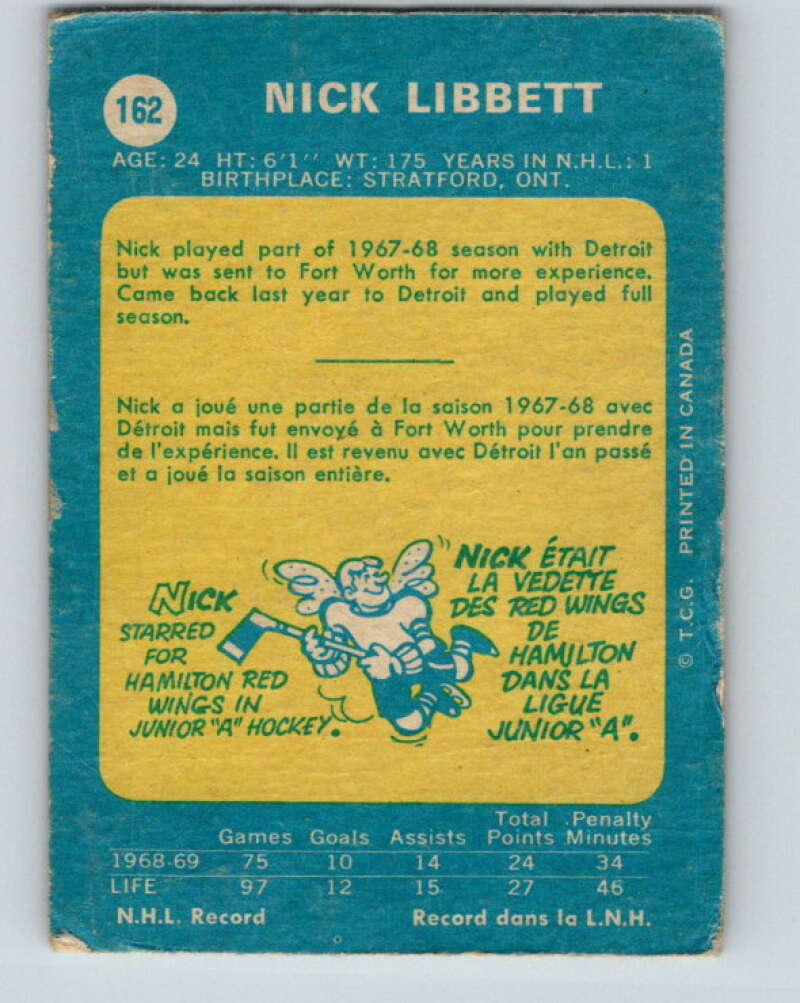 162
NICK LIBBETT
AGE: 24 HT: 6'1'' WT: 175 YEARS IN N.H.L.: 1
BIRTHPLACE: STRATFORD, ONT.
Nick played part of 1967-68 season with Detroit
but was sent to Fort Worth for more experience.
Came back last year to Detroit and played full
season.
Nick a joué une partie de la saison 1967-68 avec
Détroit mais fut envoyé à Fort Worth pour prendre
de l'expérience. Il est revenu avec Détroit l'an passé
et a joué la saison entière.
NICK
STARRED
FOR
HAMILTON RED
WINGS IN
JUNIOR "A" HOCKEY.
NICK ÉTAIT
LA VEDETTE
DES RED WINGS
DE
HAMILTON
DANS LA
LIGUE
JUNIOR "A".
© T.C.G. PRINTED IN CANADA
Total Penalty
Games Goals Assists Points Minutes
1968-69 75 10 14 24 34
LIFE 97 12 15 27 46
N.H.L. Record Record dans la L.N.H.